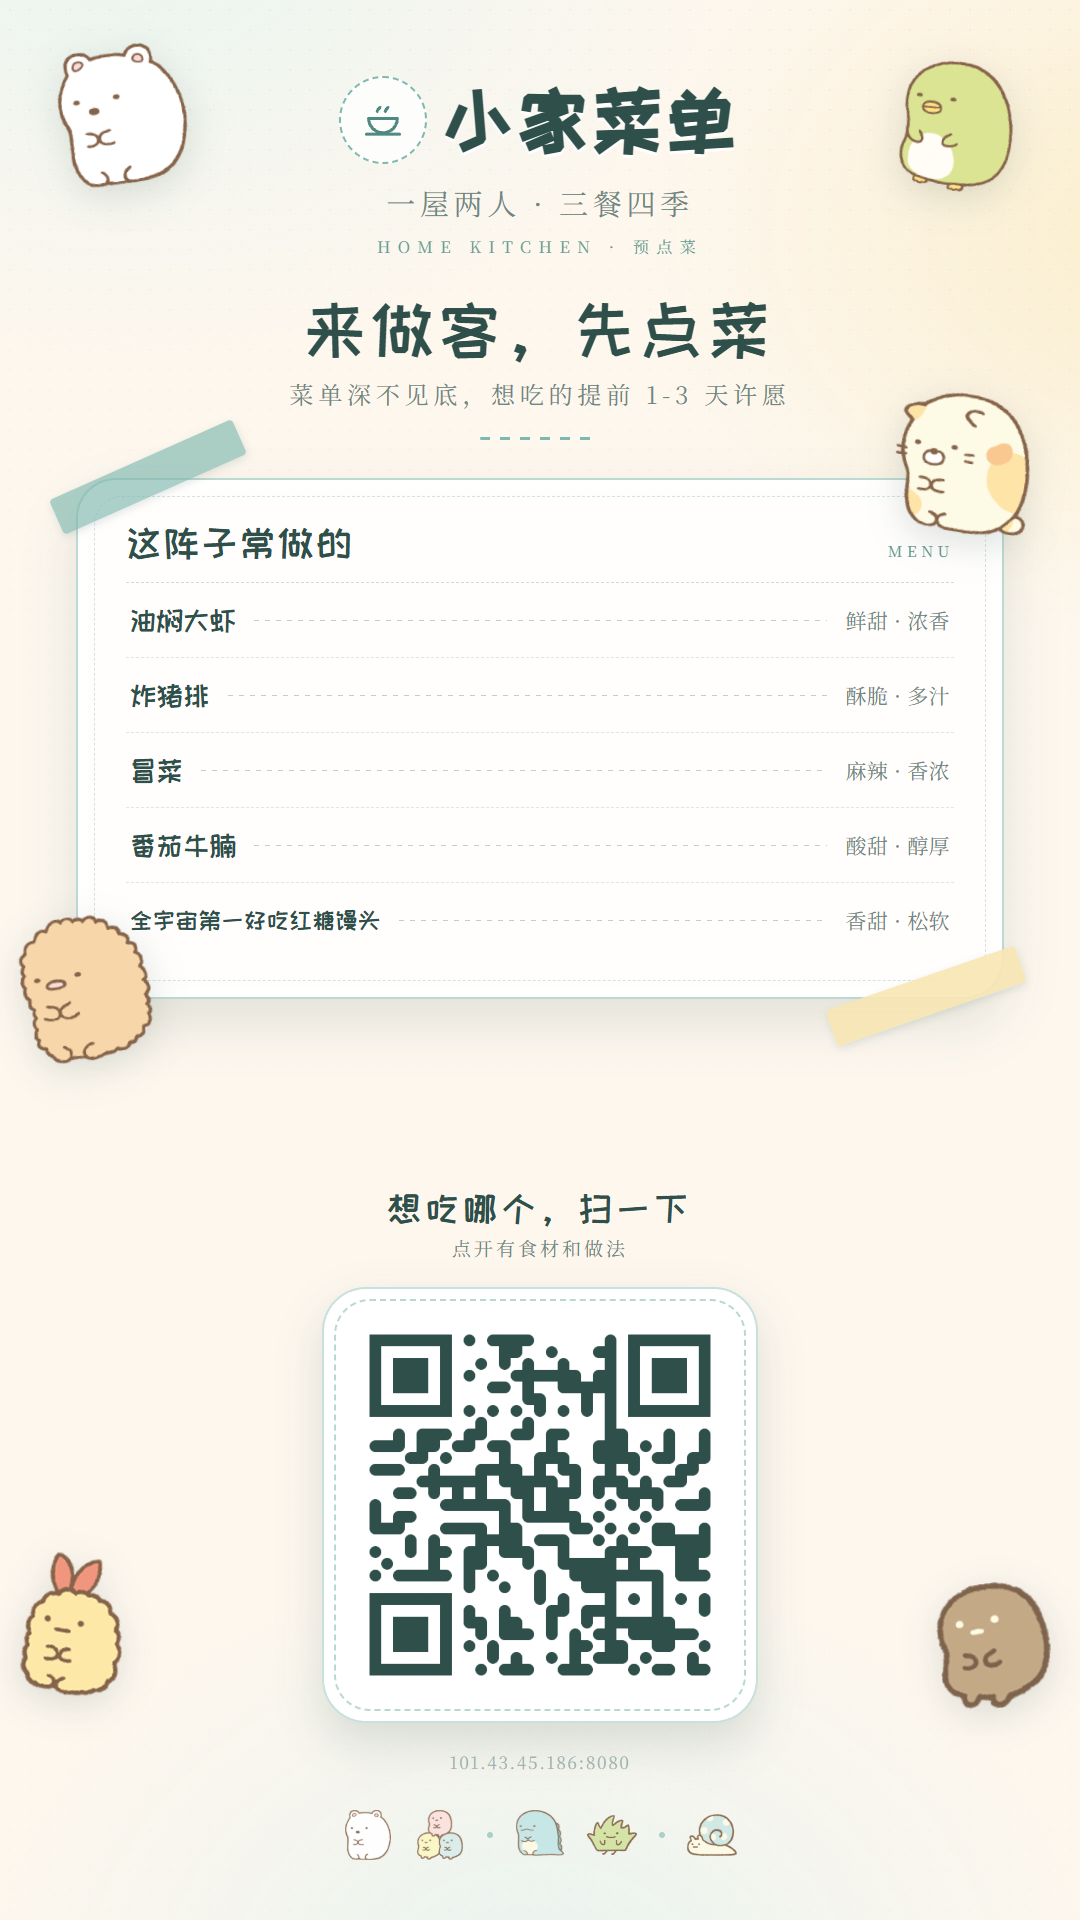 小家菜单
一屋两人 · 三餐四季
HOME KITCHEN · 预点菜
来做客，先点菜
菜单深不见底，想吃的提前 1-3 天许愿
这阵子常做的 MENU
油焖大虾 鲜甜 · 浓香
炸猪排 酥脆 · 多汁
冒菜 麻辣 · 香浓
番茄牛腩 酸甜 · 醇厚
全宇宙第一好吃红糖馒头 香甜 · 松软
想吃哪个，扫一下
点开有食材和做法
101.43.45.186:8080